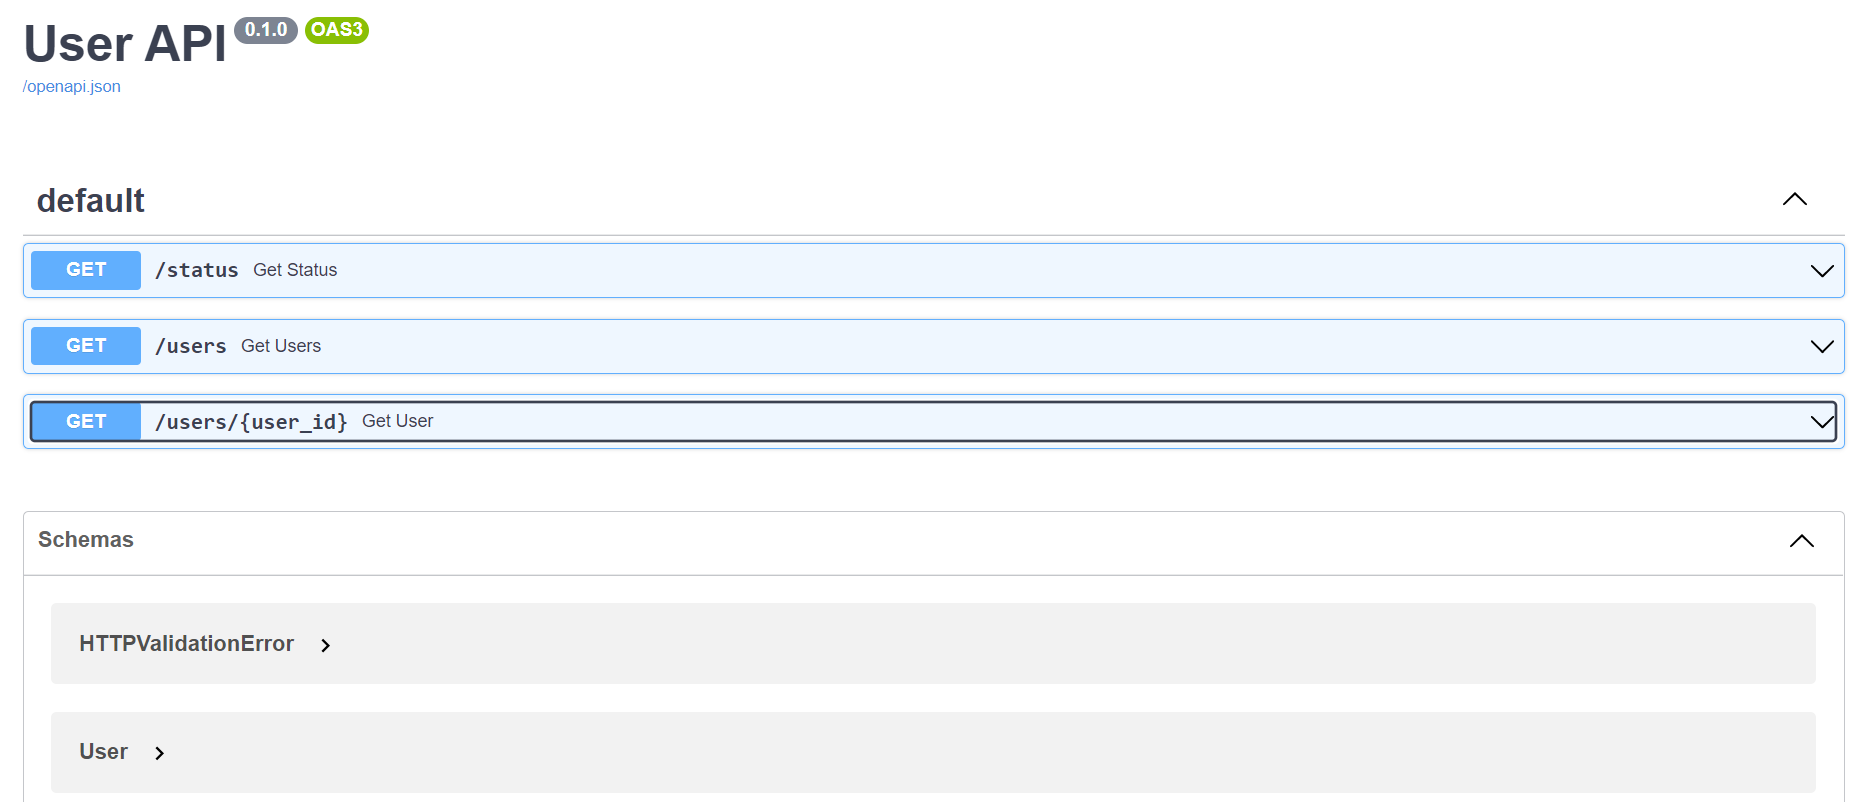 User API 0.1.0 OAS3
/openapi.json
default
GET /status Get Status
GET /users Get Users
GET /users/{user_id} Get User
Schemas
HTTPValidationError
User